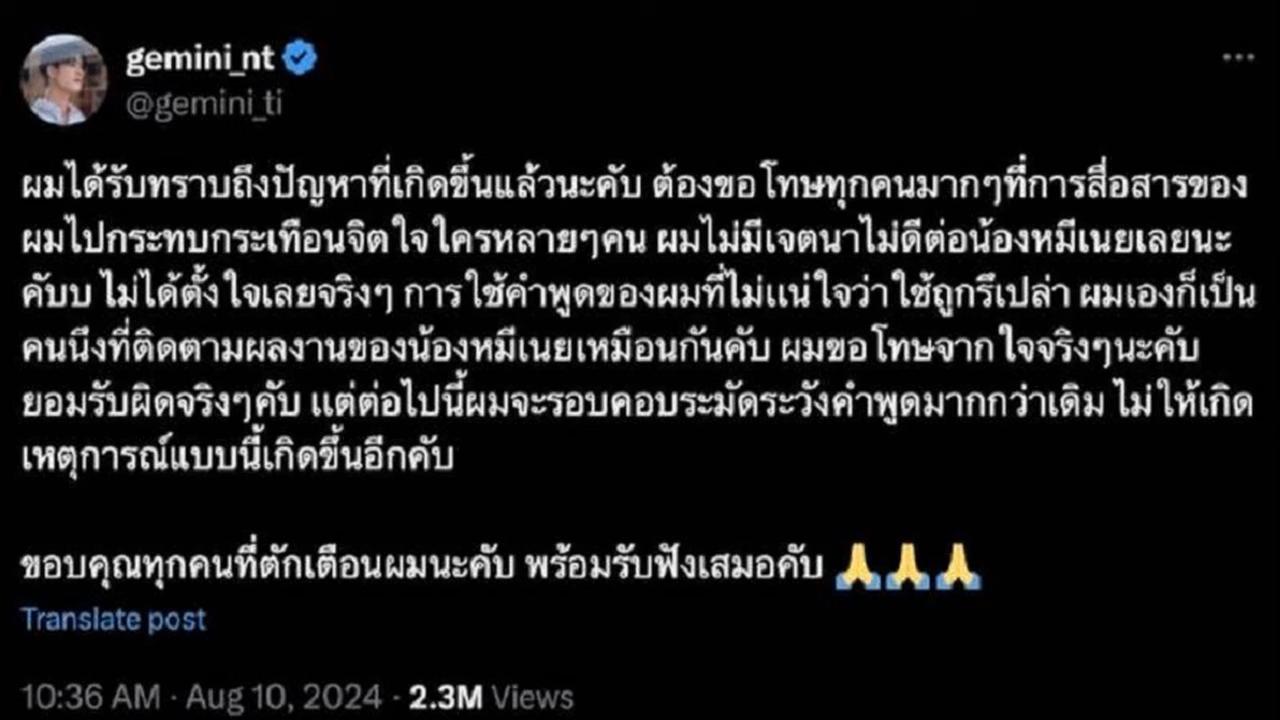 gemini_nt
@gemini_ti
ผมได้รับทราบถึงปัญหาที่เกิดขึ้นแล้วนะคับ ต้องขอโทษทุกคนมากๆที่การสื่อสารของ
ผมไปกระทบกระเทือนจิตใจใครหลายๆคน ผมไม่มีเจตนาไม่ดีต่อน้องหมีเนยเลยนะ
คับบ ไม่ได้ตั้งใจเลยจริงๆ การใช้คำพูดของผมที่ไม่แน่ใจว่าใช้ถูกรึเปล่า ผมเองก็เป็น
คนนึงที่ติดตามผลงานของน้องหมีเนยเหมือนกันคับ ผมขอโทษจากใจจริงๆนะคับ
ยอมรับผิดจริงๆคับ แต่ต่อไปนี้ผมจะรอบคอบระมัดระวังคำพูดมากกว่าเดิม ไม่ให้เกิด
เหตุการณ์แบบนี้เกิดขึ้นอีกคับ
ขอบคุณทุกคนที่ตักเตือนผมนะคับ พร้อมรับฟังเสมอคับ 🙏🙏🙏
Translate post
10:36 AM · Aug 10, 2024 · 2.3M Views